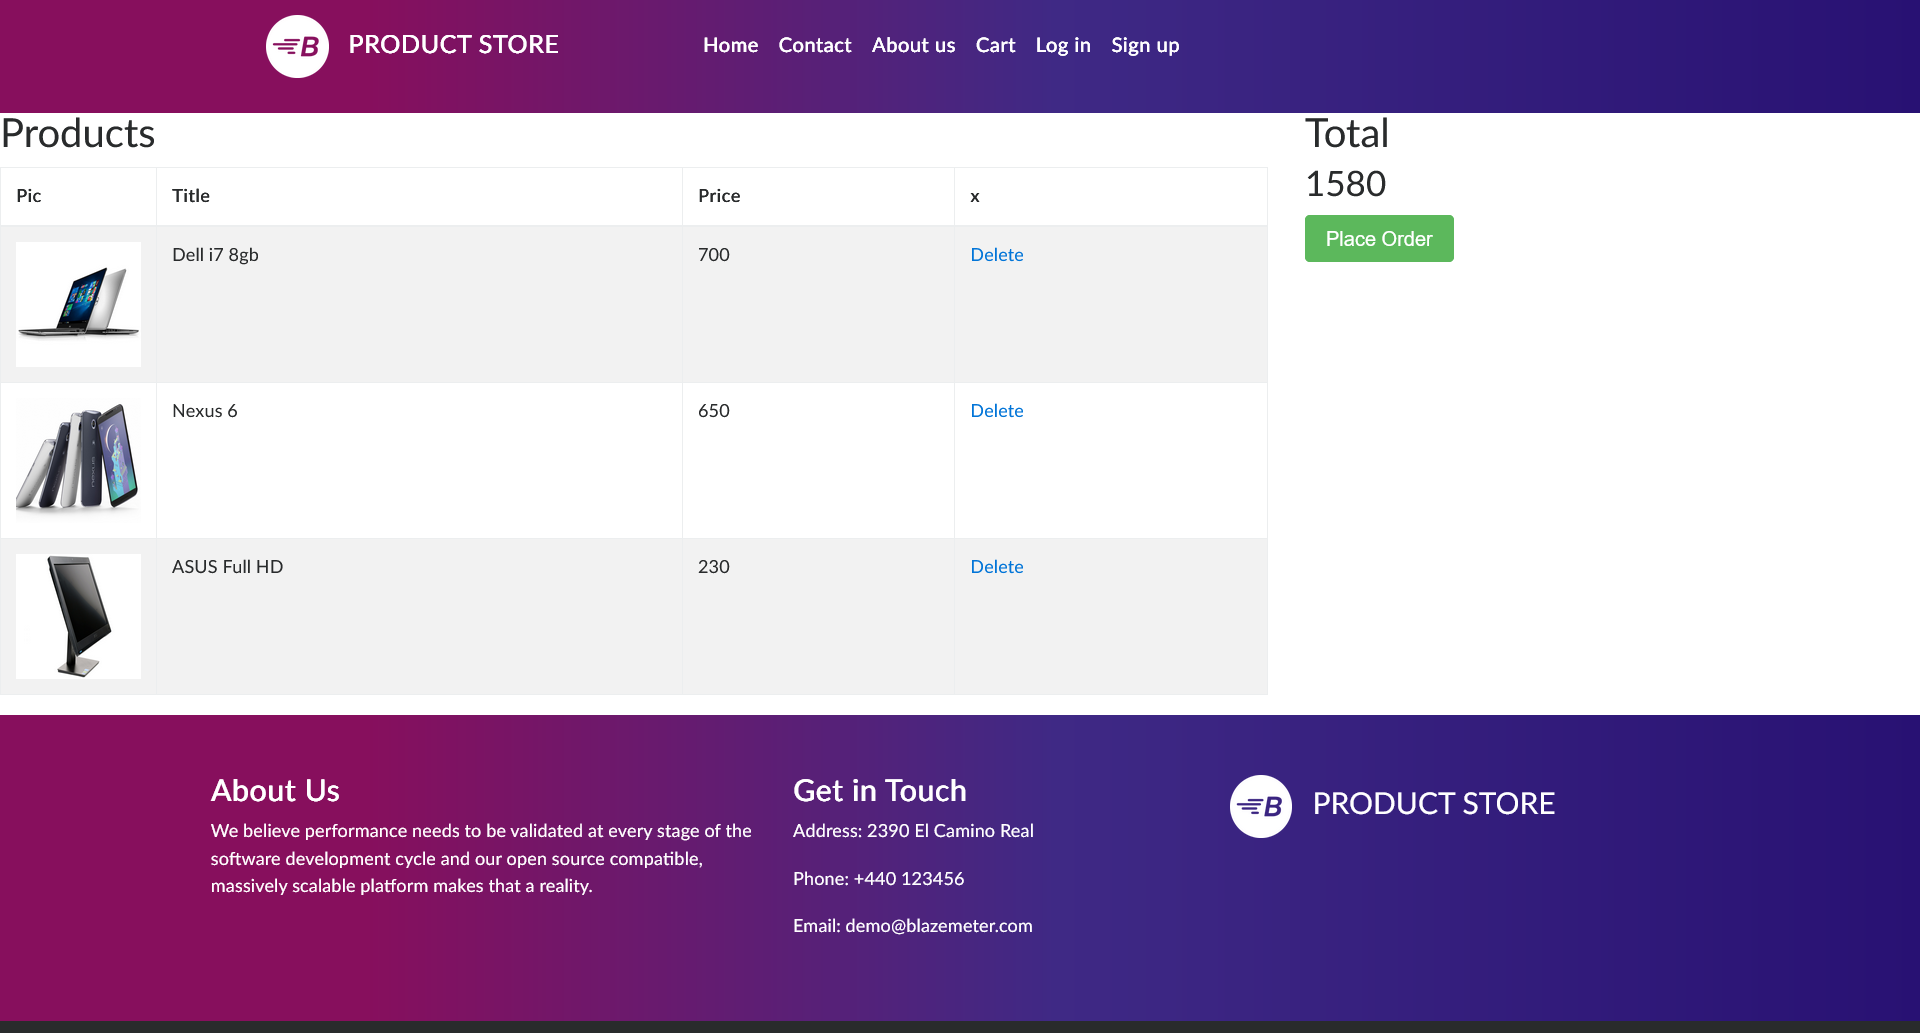 B PRODUCT STORE
Home Contact About us Cart Log in Sign up
Products
Pic Title Price x
Dell i7 8gb 700 Delete
Nexus 6 650 Delete
ASUS Full HD 230 Delete
Total
1580
Place Order
About Us
We believe performance needs to be validated at every stage of the
software development cycle and our open source compatible,
massively scalable platform makes that a reality.
Get in Touch
Address: 2390 El Camino Real
Phone: +440 123456
Email: demo@blazemeter.com
B PRODUCT STORE